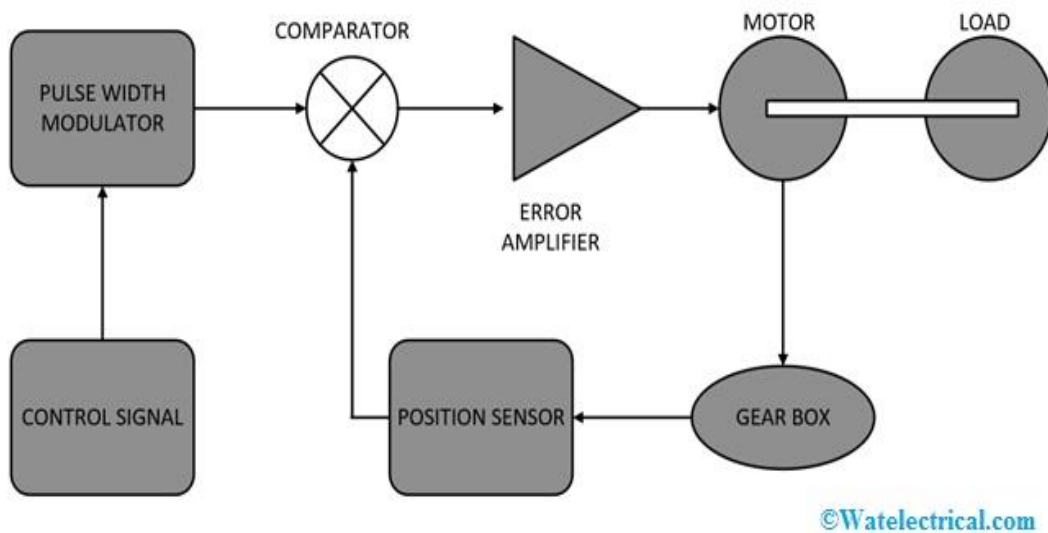 COMPARATOR
MOTOR
LOAD
PULSE WIDTH
MODULATOR
ERROR
AMPLIFIER
CONTROL SIGNAL
POSITION SENSOR
GEAR BOX
©Watelectrical.com